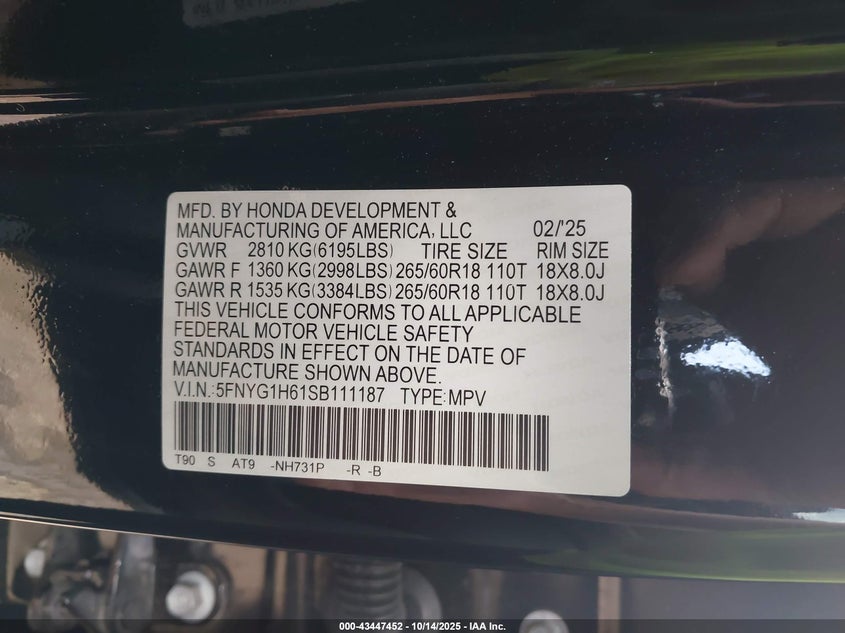 MFD. BY HONDA DEVELOPMENT &
MANUFACTURING OF AMERICA, LLC 02/'25
GVWR 2810 KG(6195LBS) TIRE SIZE RIM SIZE
GAWR F 1360 KG(2998LBS) 265/60R18 110T 18X8.0J
GAWR R 1535 KG(3384LBS) 265/60R18 110T 18X8.0J
THIS VEHICLE CONFORMS TO ALL APPLICABLE
FEDERAL MOTOR VEHICLE SAFETY
STANDARDS IN EFFECT ON THE DATE OF
MANUFACTURE SHOWN ABOVE.
V.I.N.:5FNYG1H61SB111187 TYPE:MPV
T90 S AT9 -NH731P -R -B
000-43447452 - 10/14/2025 - IAA Inc.